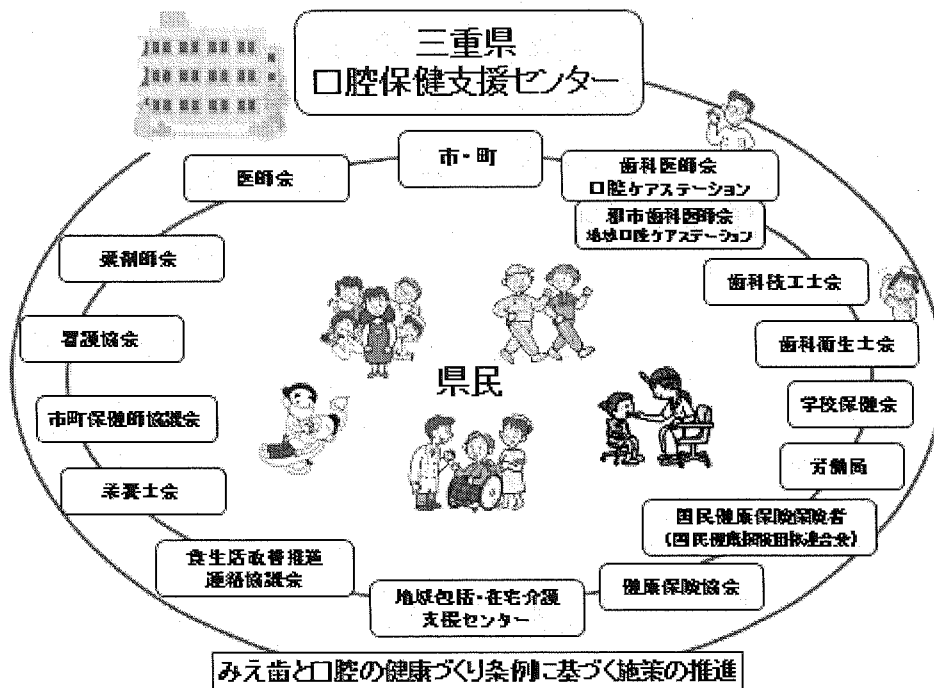 三重県
口腔保健支援センター
市・町
医師会
歯科医師会
口腔ケアステーション
郡市歯科医師会
地域口腔ケアステーション
薬剤師会
歯科技工士会
看護協会
歯科衛生士会
県民
市町保健師協議会
学校保健会
栄養士会
労働局
国民健康保険保険者
(国民健康保険団体連合会)
食生活改善推進
連絡協議会
健康保険協会
地域包括・在宅介護
支援センター
みえ歯と口腔の健康づくり条例に基づく施策の推進